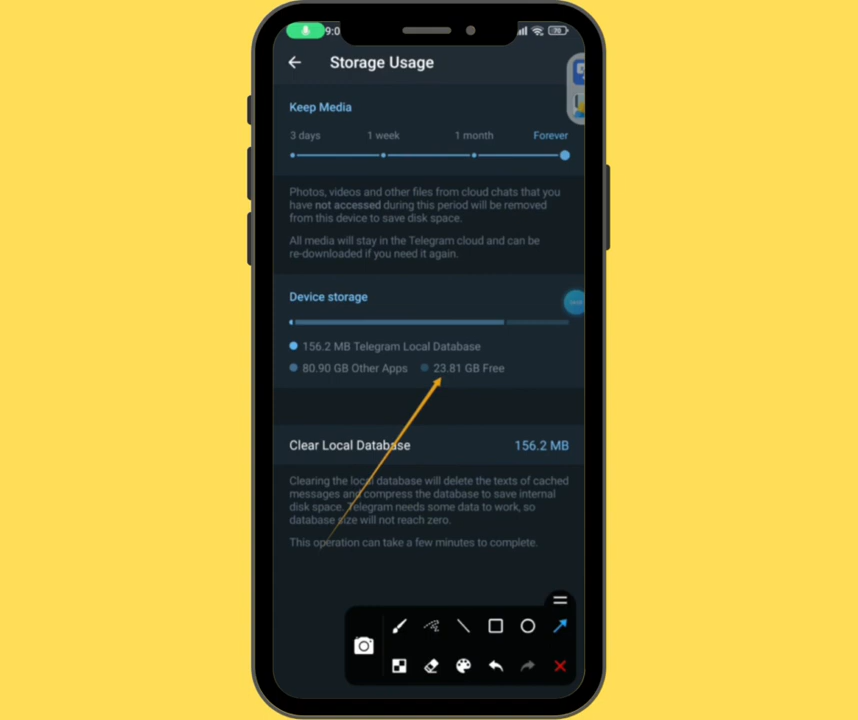 9:0
Storage Usage
Keep Media
3 days 1 week 1 month Forever
Photos, videos and other files from cloud chats that you
have not accessed during this period will be removed
from this device to save disk space.
All media will stay in the Telegram cloud and can be
re-downloaded if you need it again.
Device storage
156.2 MB Telegram Local Database
80.90 GB Other Apps 23.81 GB Free
Clear Local Database 156.2 MB
Clearing the local database will delete the texts of cached
messages and compress the database to save internal
disk space. Telegram needs some data to work, so
database size will not reach zero.
This operation can take a few minutes to complete.